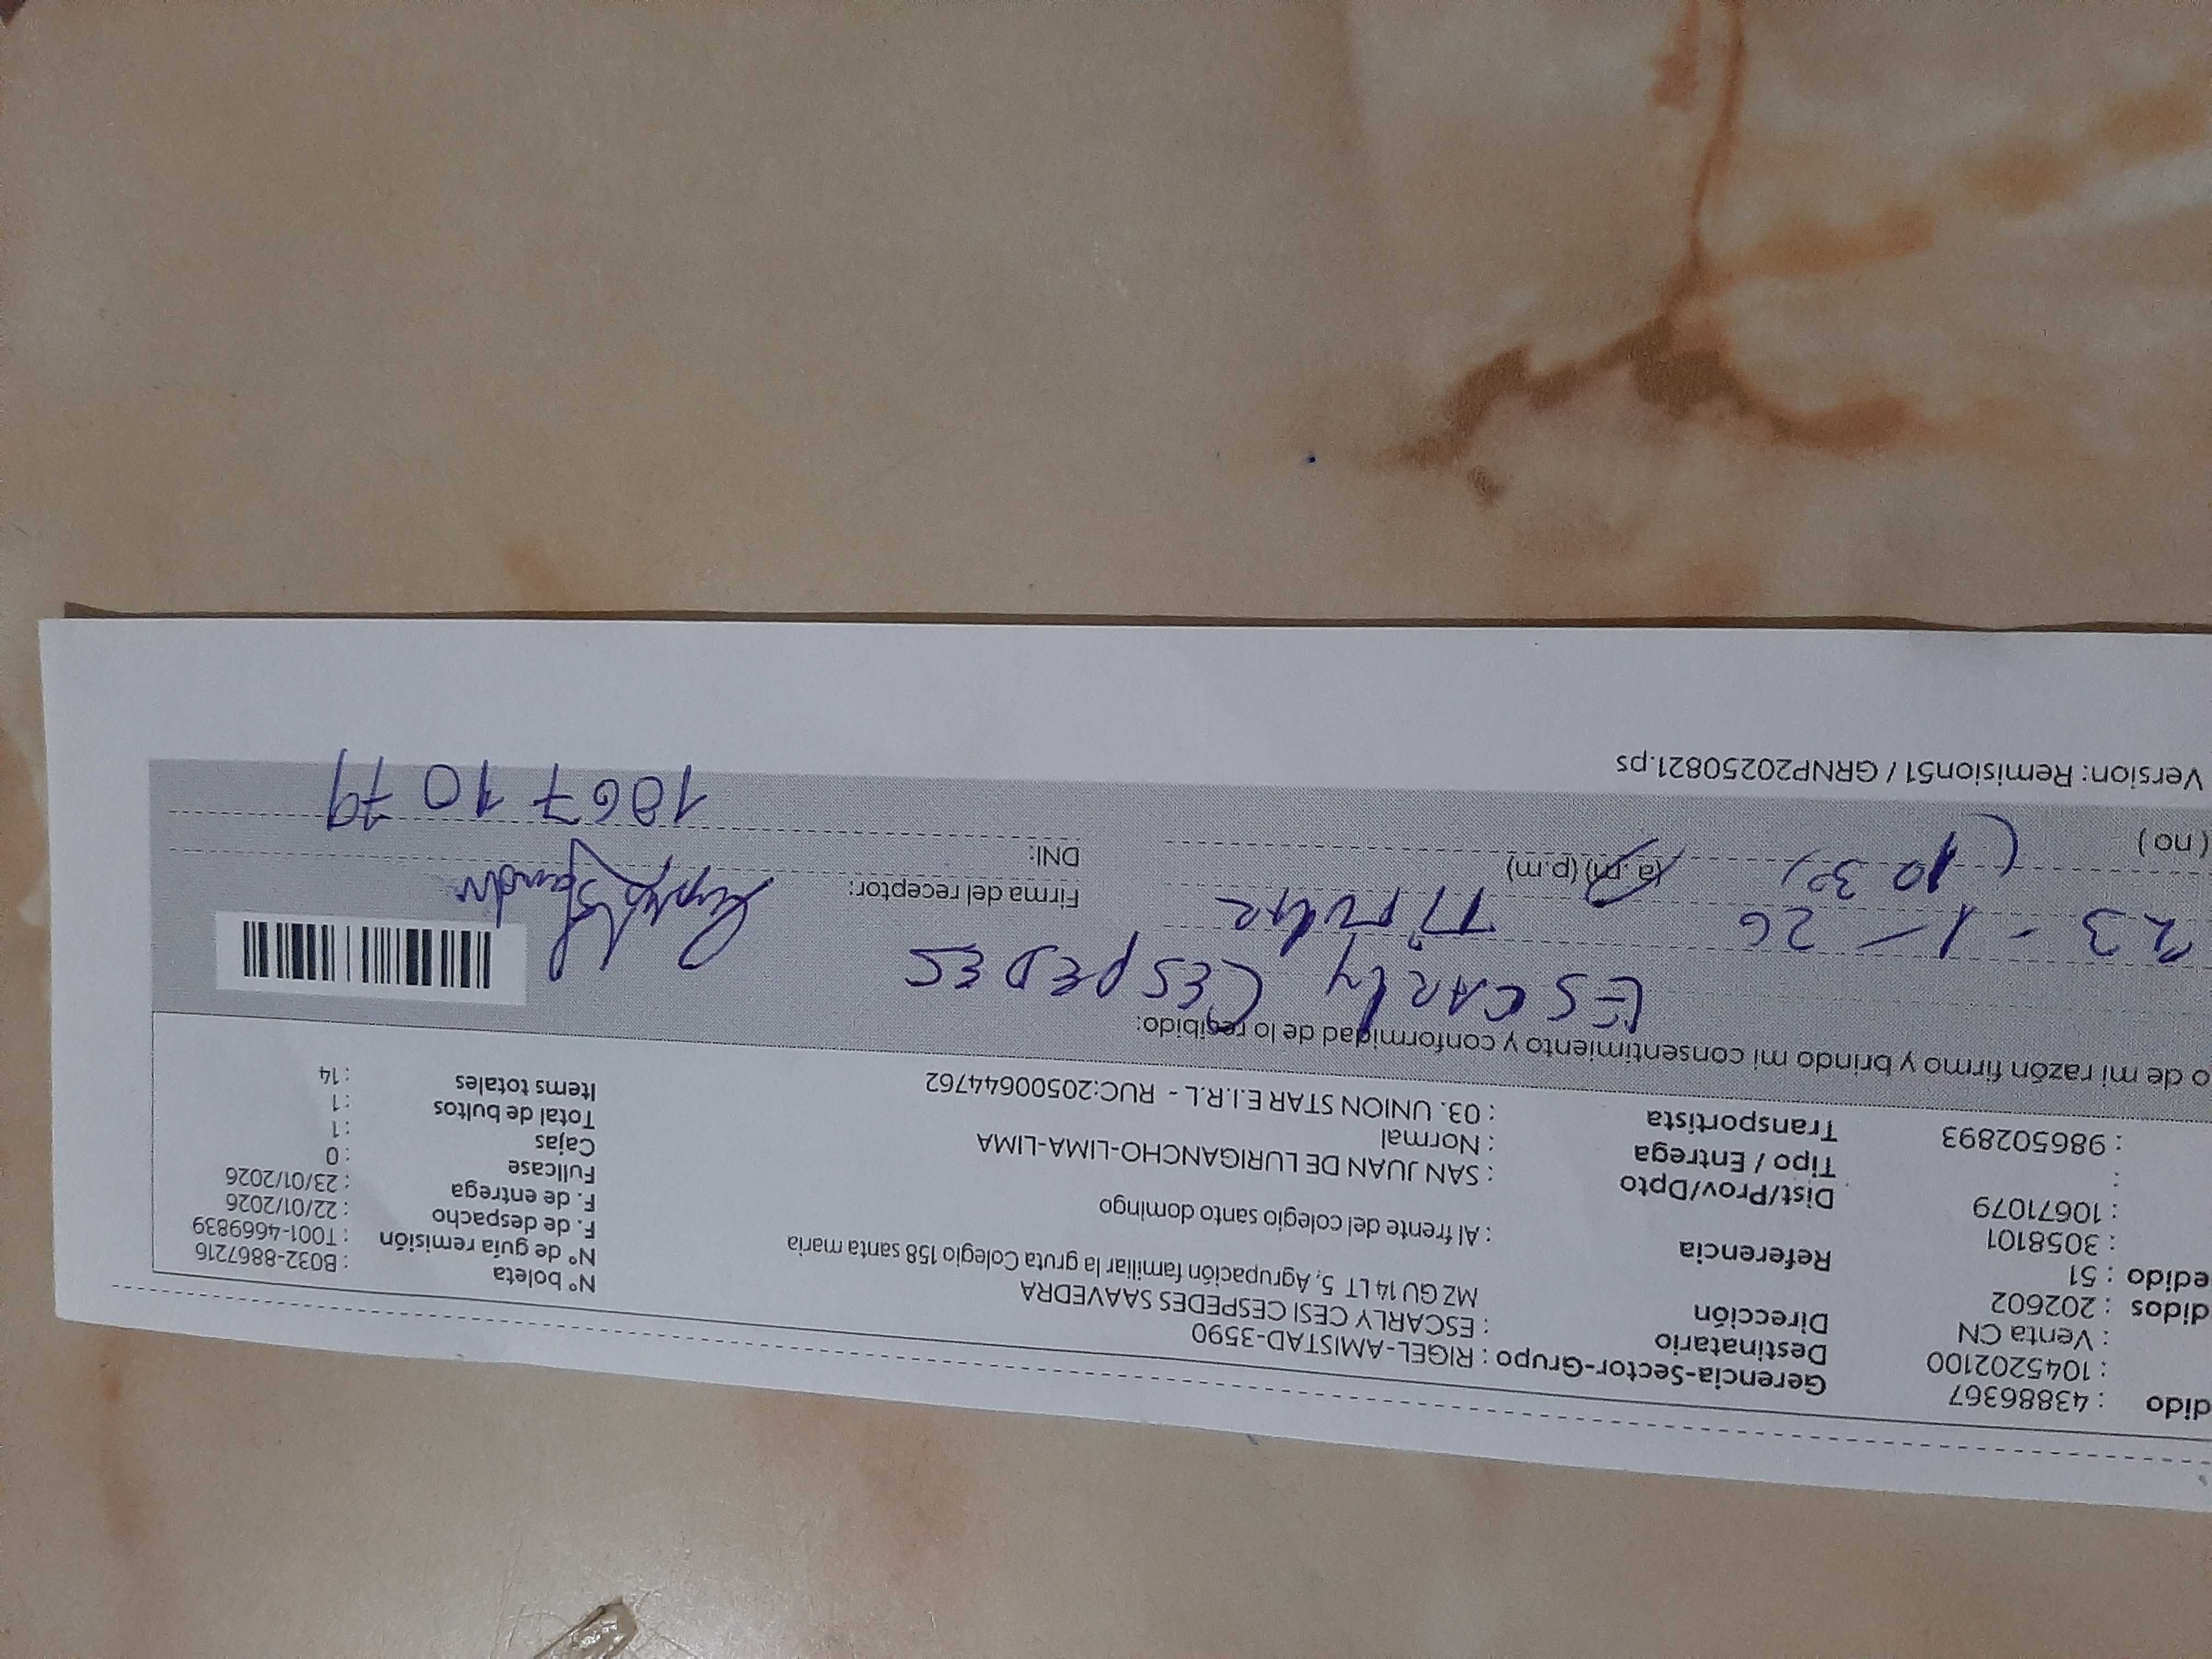 dido : 43886367 Gerencia-Sector-Grupo : RIGEL-AMISTAD-3590
: 1045202100 Destinatario : ESCARLY CESI CESPEDES SAAVEDRA
: Venta CN Dirección MZ GU 14 LT 5, Agrupación familiar la gruta Colegio 158 santa maria
didos : 202602
edido : 51 Referencia : Al frente del colegio santo domingo
: 3058101
: 10671079 Dist/Prov/Dpto : SAN JUAN DE LURIGANCHO-LIMA-LIMA
: Tipo / Entrega : Normal
: 986502893 Transportista : 03. UNION STAR E.I.R.L - RUC:20500644762
N° boleta : B032-8867216
N° de guía remisión : T001-4669839
F. de despacho : 22/01/2026
F. de entrega : 23/01/2026
Fullcase : 0
Cajas : 1
Total de bultos : 1
Items totales : 14
o de mi razón firmo y brindo mi consentimiento y conformidad de lo recibido:
ESCARLY CESPEDES
23 - 1 - 26 Titular
Firma del receptor:
(no) (10 30) (a.m) (p.m)
DNI: 10671079
Version: Remision51 / GRNP20250821.ps